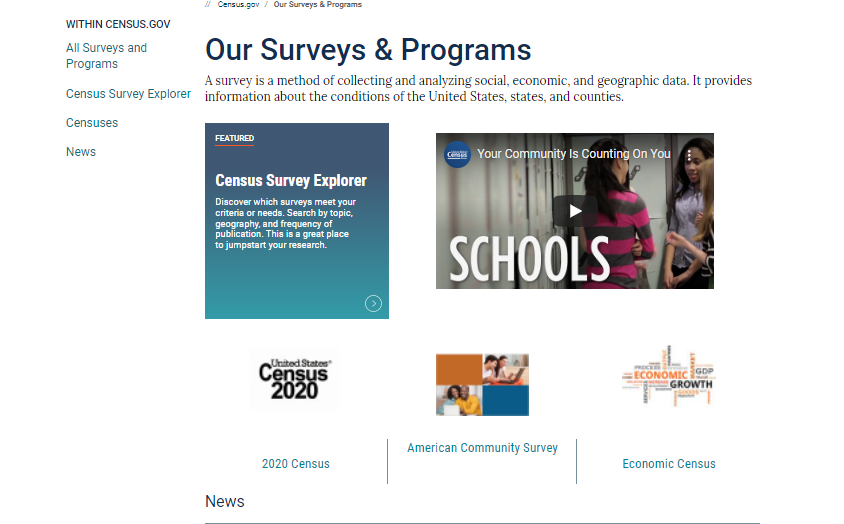 // Census.gov / Our Surveys & Programs
WITHIN CENSUS.GOV
All Surveys and
Programs
Census Survey Explorer
Censuses
News
Our Surveys & Programs
A survey is a method of collecting and analyzing social, economic, and geographic data. It provides
information about the conditions of the United States, states, and counties.
FEATURED
Census Survey Explorer
Discover which surveys meet your
criteria or needs. Search by topic,
geography, and frequency of
publication. This is a great place
to jumpstart your research.
Census
Your Community Is Counting On You
SCHOOLS
United States®
Census
2020
MARKET
PROCESS
GDP
ECONOMIC
INCREASE
GROWTH
SERVICES
2020 Census
American Community Survey
Economic Census
News